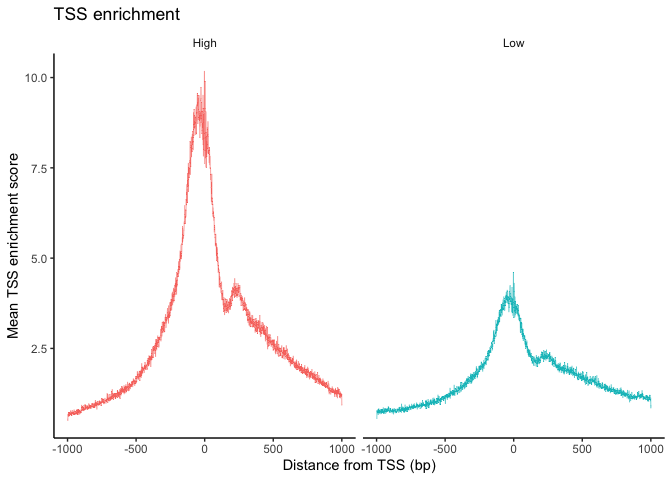 TSS enrichment
High Low
10.0
7.5
5.0
2.5
Mean TSS enrichment score
-1000 -500 0 500 1000 -1000 -500 0 500 1000
Distance from TSS (bp)